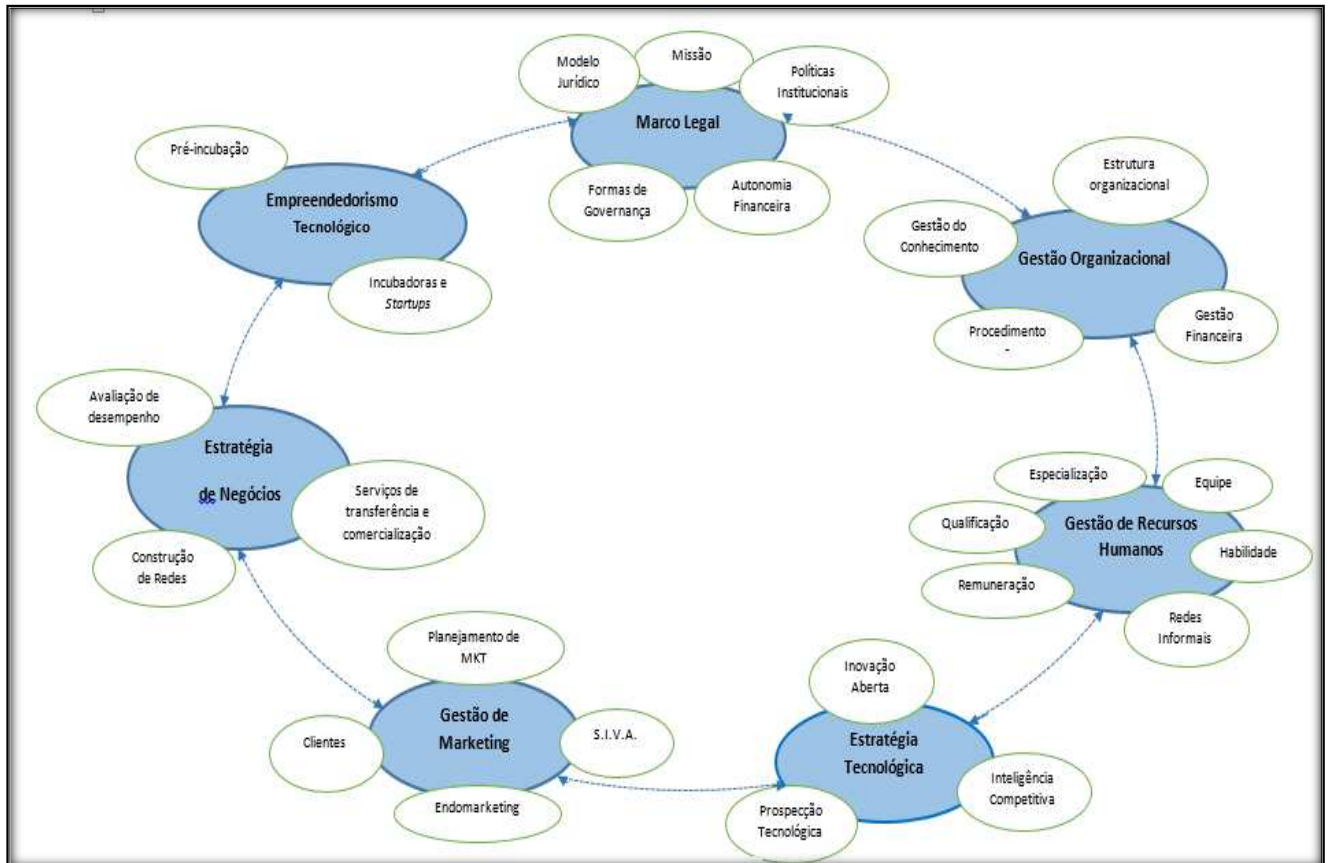 Modelo
Jurídico
Missão
Políticas
Institucionais
Marco Legal
Formas de
Governança
Autonomia
Financeira
Pré-incubação
Empreendedorismo
Tecnológico
Incubadoras e
Startups
Estrutura
organizacional
Gestão do
Conhecimento
Gestão Organizacional
Procedimento
-
Gestão
Financeira
Avaliação de
desempenho
Estratégia
de Negócios
Serviços de
transferência e
comercialização
Construção
de Redes
Especialização
Equipe
Qualificação
Gestão de Recursos
Humanos
Habilidade
Remuneração
Redes
Informais
Planejamento de
MKT
Gestão de
Marketing
Clientes
S.I.V.A.
Endomarketing
Inovação
Aberta
Estratégia
Tecnológica
Inteligência
Competitiva
Prospecção
Tecnológica